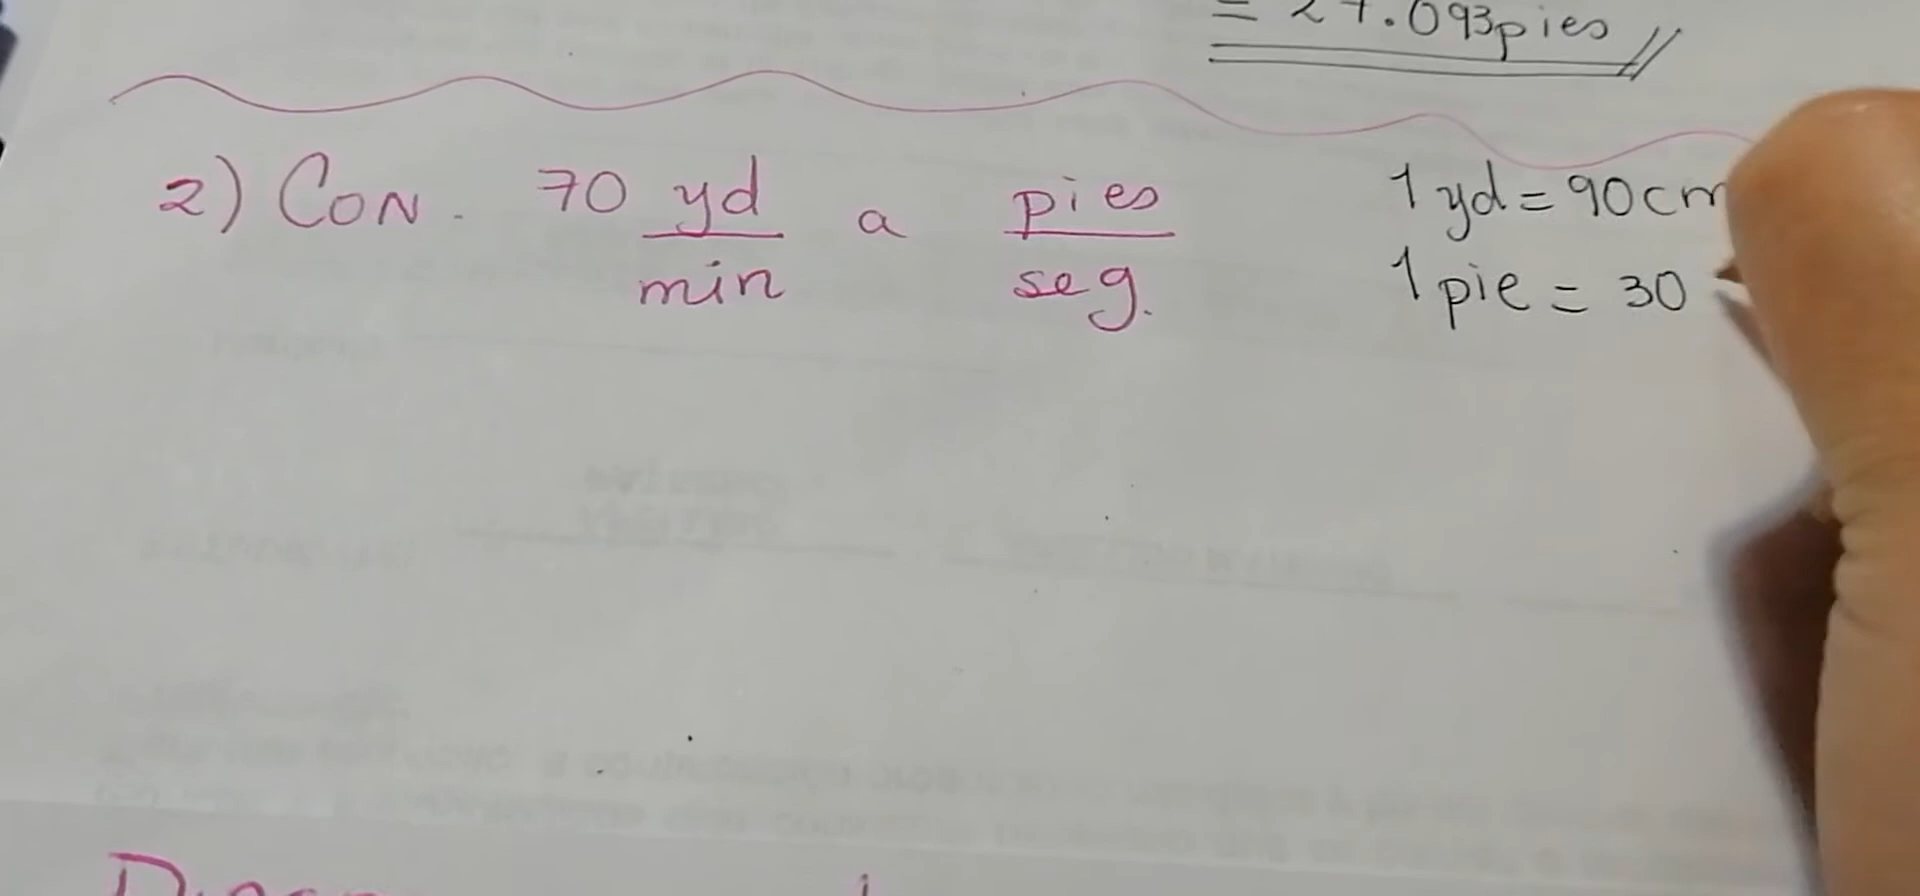 = 27.093pies
2) CON. 70 yd/min a pies/seg.
1 yd = 90cm
1 pie = 30